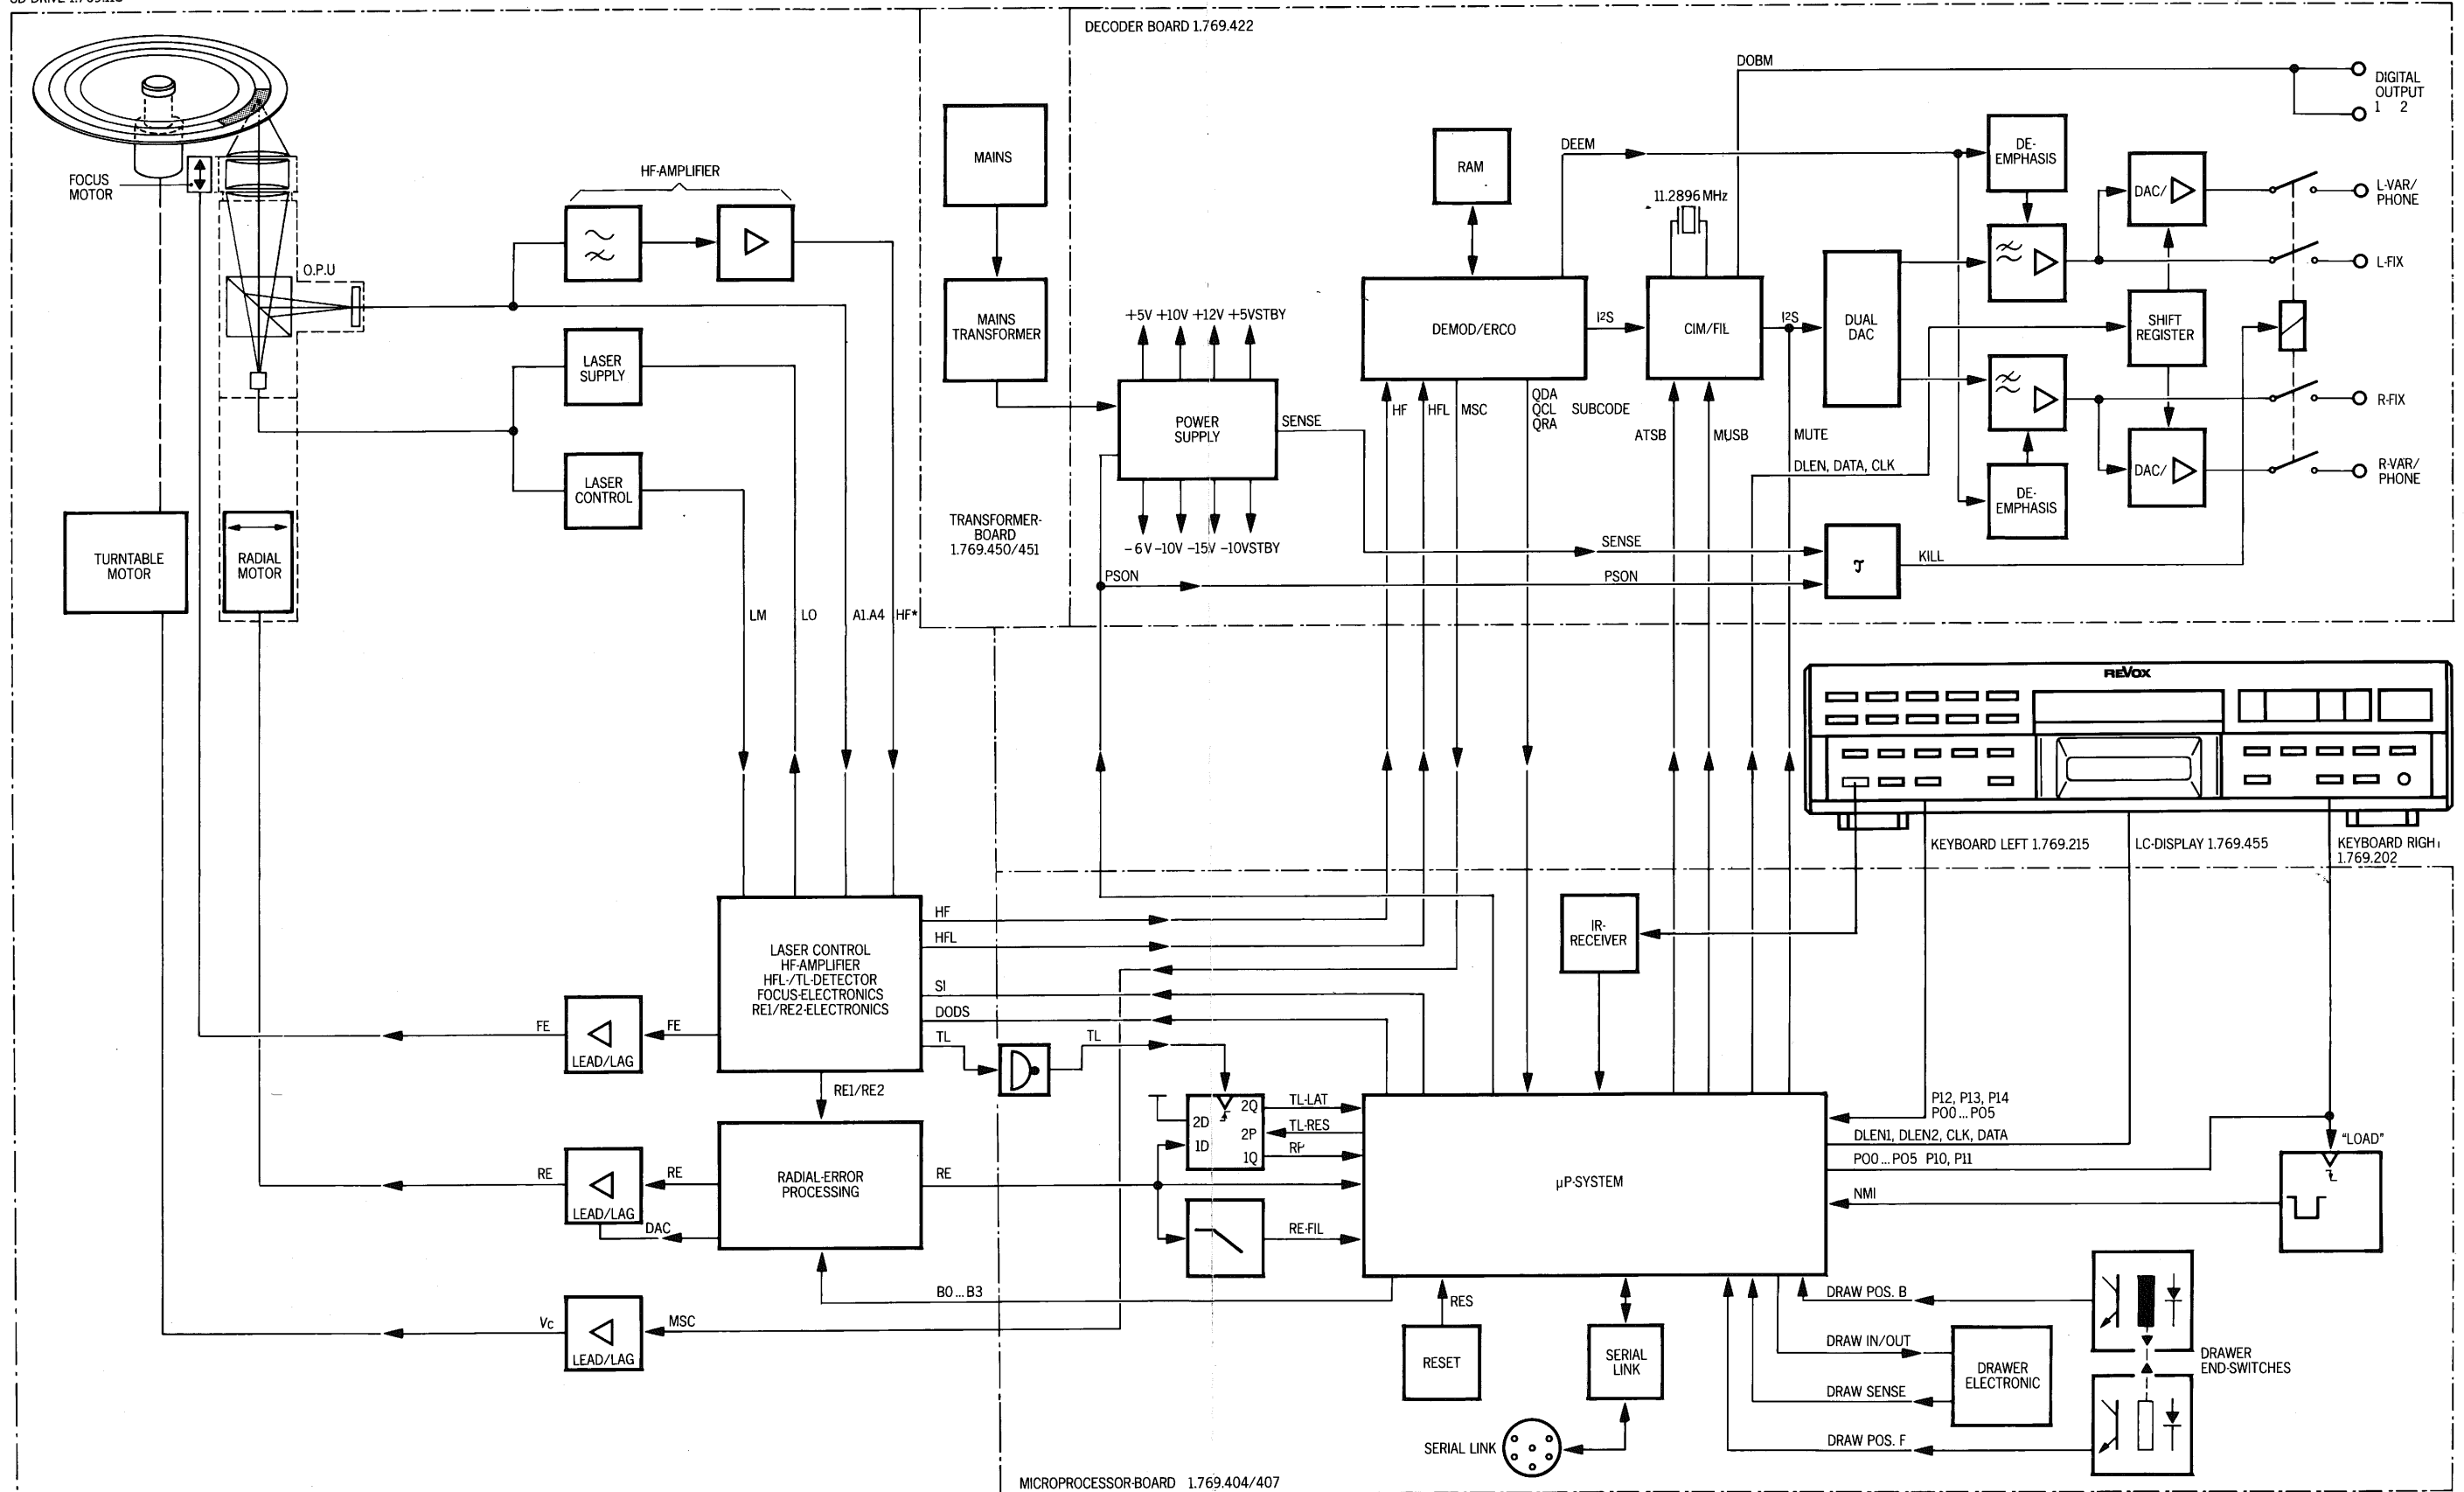 DECODER BOARD 1.769.422
DOBM
DIGITAL
OUTPUT
1 2
MAINS
RAM
DEEM
DE-
EMPHASIS
HF-AMPLIFIER
FOCUS
MOTOR
11.2896 MHz
DAC/
L-VAR/
PHONE
O.P.U
L-FIX
MAINS
TRANSFORMER
+5V +10V +12V +5VSTBY
DEMOD/ERCO
I²S
CIM/FIL
I²S
DUAL
DAC
SHIFT
REGISTER
LASER
SUPPLY
POWER
SUPPLY
SENSE
HF
HFL
MSC
QDA
QCL
QRA
SUBCODE
ATSB
MUSB
MUTE
R-FIX
LASER
CONTROL
DLEN, DATA, CLK
DAC/
R-VAR/
PHONE
DE-
EMPHASIS
TRANSFORMER-
BOARD
1.769.450/451
-6V -10V -15V -10VSTBY
SENSE
TURNTABLE
MOTOR
RADIAL
MOTOR
PSON
PSON
KILL
LM
LO
A1.A4
HF*
REVOX
KEYBOARD LEFT 1.769.215
LC-DISPLAY 1.769.455
KEYBOARD
1.769.202
LASER CONTROL
HF-AMPLIFIER
HFL-/TL-DETECTOR
FOCUS-ELECTRONICS
RE1/RE2-ELECTRONICS
HF
HFL
SI
DODS
TL
TL
IR-
RECEIVER
FE
LEAD/LAG
FE
RE1/RE2
2D
1D
2Q
2P
1Q
TL-LAT
TL-RES
RP
P12, P13, P14
P00...P05
DLEN1, DLEN2, CLK, DATA
P00...P05 P10, P11
"LOAD"
RE
LEAD/LAG
RE
DAC
RADIAL-ERROR
PROCESSING
RE
µP-SYSTEM
NMI
RE-FIL
B0...B3
RES
DRAW POS. B
Vc
LEAD/LAG
MSC
RESET
SERIAL
LINK
DRAW IN/OUT
DRAWER
ELECTRONIC
DRAWER
END-SWITCHES
DRAW SENSE
SERIAL LINK
DRAW POS. F
MICROPROCESSOR-BOARD 1.769.404/407